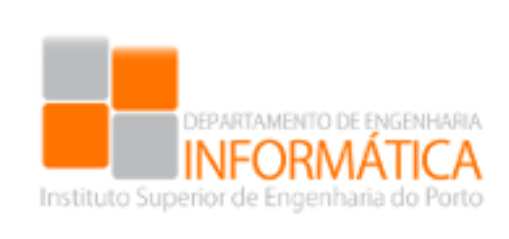 DEPARTAMENTO DE ENGENHARIA
INFORMÁTICA
Instituto Superior de Engenharia do Porto